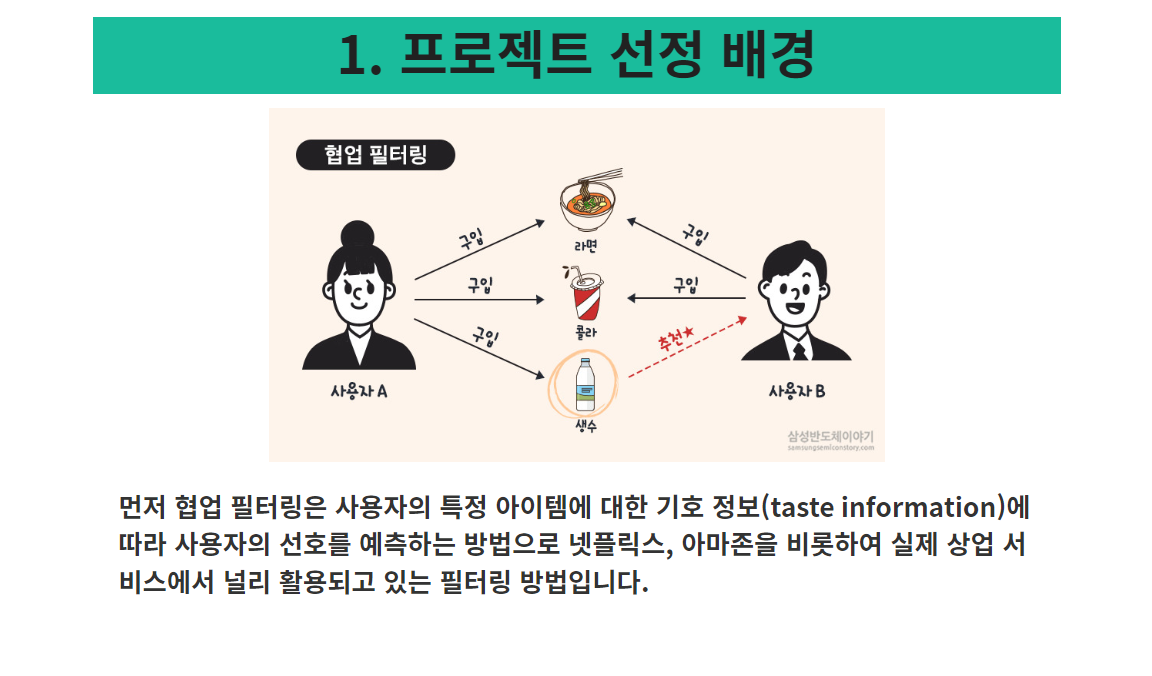 1. 프로젝트 선정 배경
협업 필터링
구입
구입
라면
구입
구입
콜라
구입
추천★
사용자 A
사용자 B
생수
삼성반도체이야기
samsungsemiconstory.com
먼저 협업 필터링은 사용자의 특정 아이템에 대한 기호 정보(taste information)에
따라 사용자의 선호를 예측하는 방법으로 넷플릭스, 아마존을 비롯하여 실제 상업 서
비스에서 널리 활용되고 있는 필터링 방법입니다.